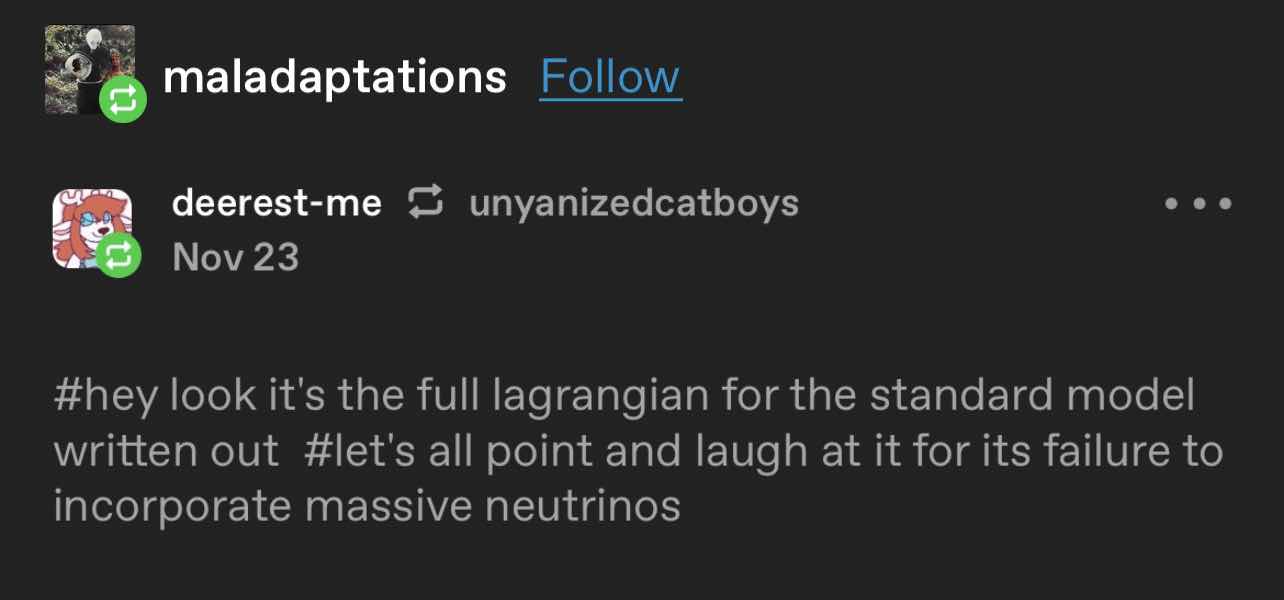 maladaptations Follow
deerest-me unyanizedcatboys
Nov 23
#hey look it's the full lagrangian for the standard model
written out #let's all point and laugh at it for its failure to
incorporate massive neutrinos